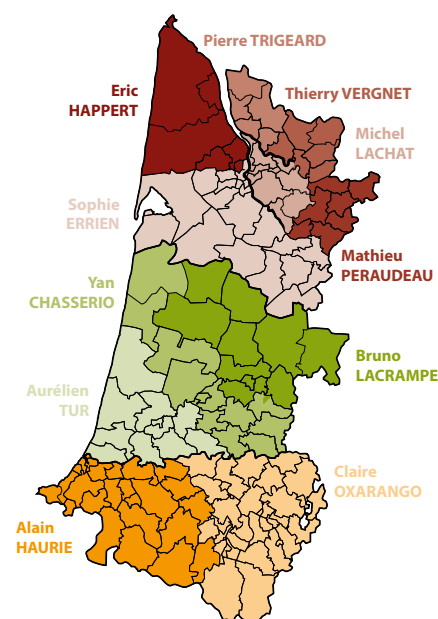 Pierre TRIGEARD
Eric
HAPPERT
Thierry VERGNET
Michel
LACHAT
Sophie
ERRIEN
Mathieu
PERAUDEAU
Yan
CHASSERIO
Bruno
LACRAMPE
Aurélien
TUR
Claire
OXARANGO
Alain
HAURIE